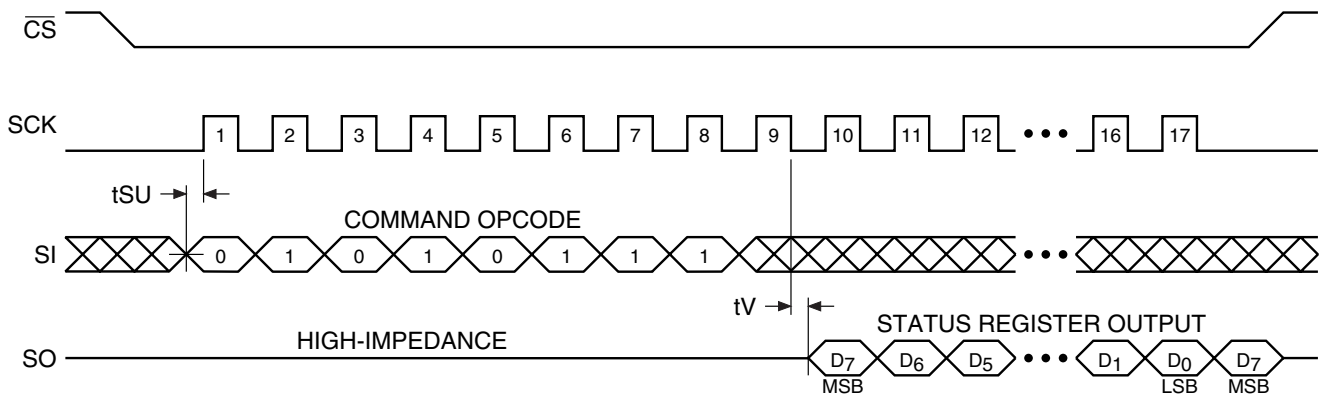 CS
SCK 1 2 3 4 5 6 7 8 9 10 11 12 ••• 16 17
tSU
COMMAND OPCODE
SI 0 1 0 1 0 1 1 1 •••
tV
HIGH-IMPEDANCE STATUS REGISTER OUTPUT
SO D7 D6 D5 ••• D1 D0 D7
MSB LSB MSB